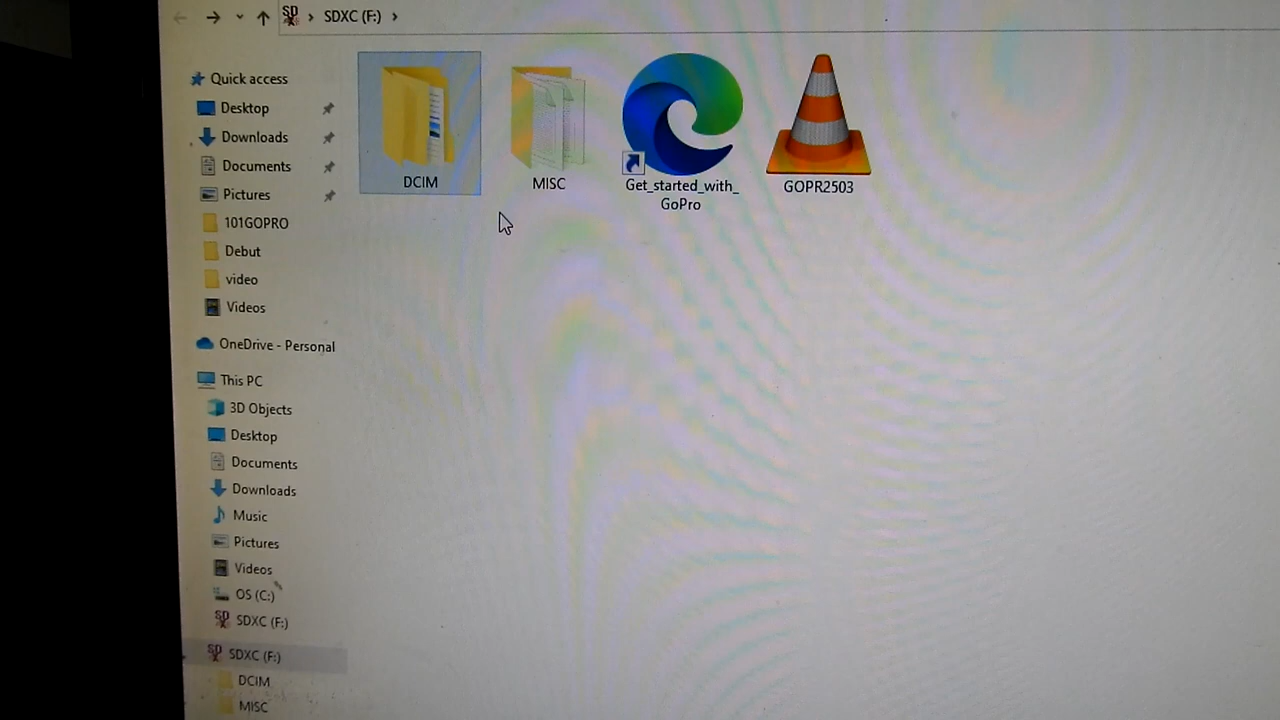 SDXC (F:)
DCIM
MISC
Get_started_with_
GoPro
GOPR2503
Quick access
Desktop
Downloads
Documents
Pictures
101GOPRO
Debut
video
Videos
OneDrive - Personal
This PC
3D Objects
Desktop
Documents
Downloads
Music
Pictures
Videos
OS (C:)
SDXC (F:)
SDXC (F:)
DCIM
MISC